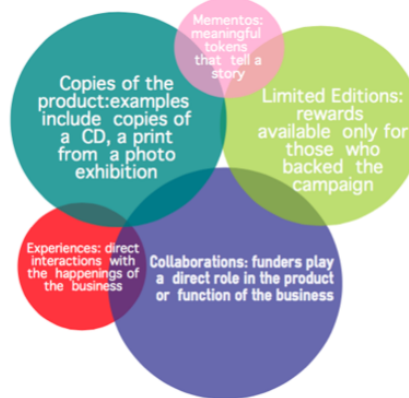 Mementos:
meaningful
tokens
that tell a
story
Copies of the
product:examples
include copies of
a CD, a print
from a photo
exhibition
Limited Editions:
rewards
available only for
those who
backed the
campaign
Experiences: direct
interactions with
the happenings of
the business
Collaborations: funders play
a direct role in the product
or function of the business